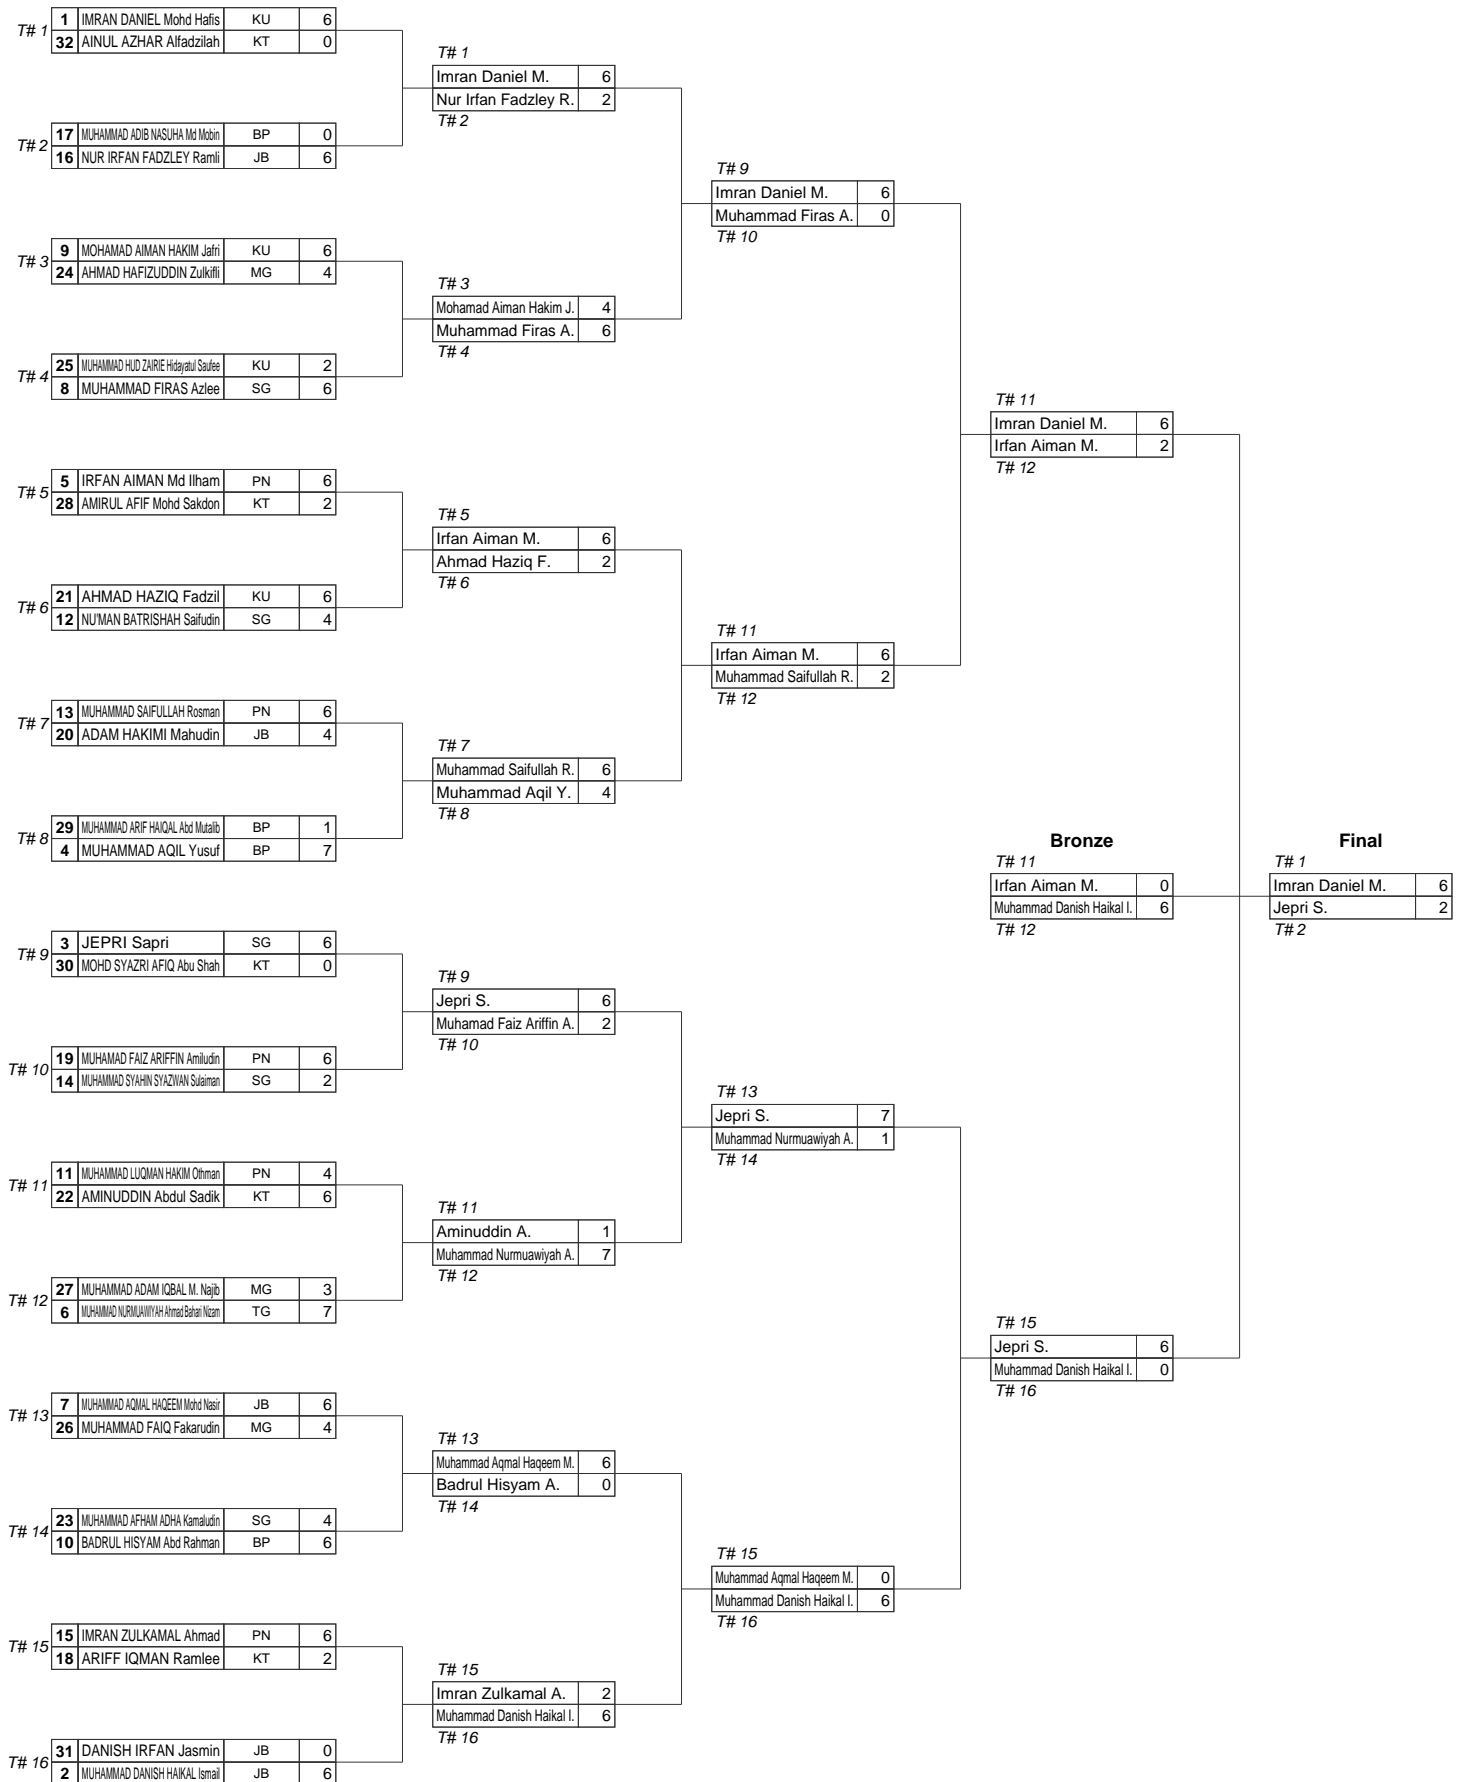 T# 1
1 IMRAN DANIEL Mohd Hafis KU 6
32 AINUL AZHAR Alfadzilah KT 0
T# 2
17 MUHAMMAD ADIB NASUHA Md Mobin BP 0
16 NUR IRFAN FADZLEY Ramli JB 6
T# 3
9 MOHAMAD AIMAN HAKIM Jafri KU 6
24 AHMAD HAFIZUDDIN Zulkifli MG 4
T# 4
25 MUHAMMAD HUD ZAIRIE Hidayatul Saufee KU 2
8 MUHAMMAD FIRAS Azlee SG 6
T# 5
5 IRFAN AIMAN Md Ilham PN 6
28 AMIRUL AFIF Mohd Sakdon KT 2
T# 6
21 AHMAD HAZIQ Fadzil KU 6
12 NU'MAN BATRISHAH Saifudin SG 4
T# 7
13 MUHAMMAD SAIFULLAH Rosman PN 6
20 ADAM HAKIMI Mahudin JB 4
T# 8
29 MUHAMMAD ARIF HAIQAL Abd Mutalib BP 1
4 MUHAMMAD AQIL Yusuf BP 7
T# 9
3 JEPRI Sapri SG 6
30 MOHD SYAZRI AFIQ Abu Shah KT 0
T# 10
19 MUHAMAD FAIZ ARIFFIN Amiludin PN 6
14 MUHAMMAD SYAHIN SYAZWAN Sulaiman SG 2
T# 11
11 MUHAMMAD LUQMAN HAKIM Othman PN 4
22 AMINUDDIN Abdul Sadik KT 6
T# 12
27 MUHAMMAD ADAM IQBAL M. Najib MG 3
6 MUHAMMAD NURMUAWIYAH Ahmad Bahari Nizam TG 7
T# 13
7 MUHAMMAD AQMAL HAQEEM Mohd Nasir JB 6
26 MUHAMMAD FAIQ Fakarudin MG 4
T# 14
23 MUHAMMAD AFHAM ADHA Kamaludin SG 4
10 BADRUL HISYAM Abd Rahman BP 6
T# 15
15 IMRAN ZULKAMAL Ahmad PN 6
18 ARIFF IQMAN Ramlee KT 2
T# 16
31 DANISH IRFAN Jasmin JB 0
2 MUHAMMAD DANISH HAIKAL Ismail JB 6
T# 1
Imran Daniel M. 6
Nur Irfan Fadzley R. 2
T# 2
T# 3
Mohamad Aiman Hakim J. 4
Muhammad Firas A. 6
T# 4
T# 5
Irfan Aiman M. 6
Ahmad Haziq F. 2
T# 6
T# 7
Muhammad Saifullah R. 6
Muhammad Aqil Y. 4
T# 8
T# 9
Jepri S. 6
Muhamad Faiz Ariffin A. 2
T# 10
T# 11
Aminuddin A. 1
Muhammad Nurmuawiyah A. 7
T# 12
T# 13
Muhammad Aqmal Haqeem M. 6
Badrul Hisyam A. 0
T# 14
T# 15
Imran Zulkamal A. 2
Muhammad Danish Haikal I. 6
T# 16
T# 9
Imran Daniel M. 6
Muhammad Firas A. 0
T# 10
T# 11
Irfan Aiman M. 6
Muhammad Saifullah R. 2
T# 12
T# 13
Jepri S. 7
Muhammad Nurmuawiyah A. 1
T# 14
T# 15
Muhammad Aqmal Haqeem M. 0
Muhammad Danish Haikal I. 6
T# 16
T# 11
Imran Daniel M. 6
Irfan Aiman M. 2
T# 12
T# 15
Jepri S. 6
Muhammad Danish Haikal I. 0
T# 16
Bronze
T# 11
Irfan Aiman M. 0
Muhammad Danish Haikal I. 6
T# 12
Final
T# 1
Imran Daniel M. 6
Jepri S. 2
T# 2